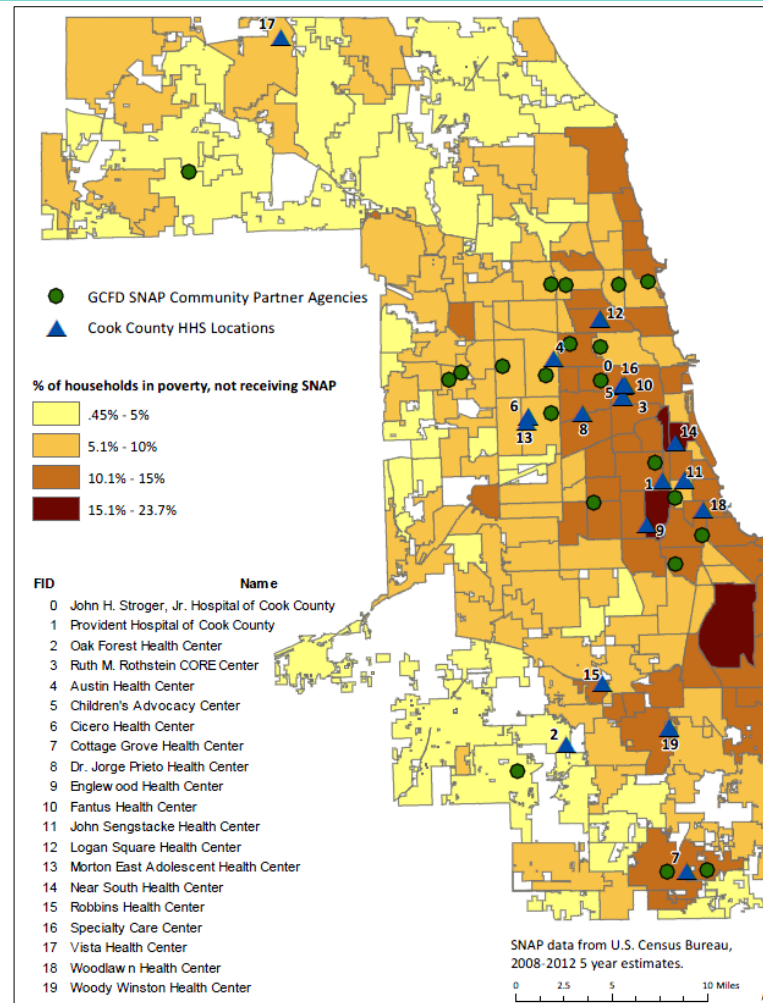 17
GCFD SNAP Community Partner Agencies
Cook County HHS Locations
12
4
0
16
10
5
3
% of households in poverty, not receiving SNAP
.45% - 5%
6
8
13
14
5.1% - 10%
10.1% - 15%
1
11
18
15.1% - 23.7%
9
FID Name
0 John H. Stroger, Jr. Hospital of Cook County
1 Provident Hospital of Cook County
2 Oak Forest Health Center
3 Ruth M. Rothstein CORE Center
4 Austin Health Center
5 Children's Advocacy Center
6 Cicero Health Center
7 Cottage Grove Health Center
8 Dr. Jorge Prieto Health Center
9 Englewood Health Center
10 Fantus Health Center
11 John Sengstacke Health Center
12 Logan Square Health Center
13 Morton East Adolescent Health Center
14 Near South Health Center
15 Robbins Health Center
16 Specialty Care Center
17 Vista Health Center
18 Woodlawn Health Center
19 Woody Winston Health Center
15
2
19
7
SNAP data from U.S. Census Bureau,
2008-2012 5 year estimates.
0 2.5 5 10 Miles